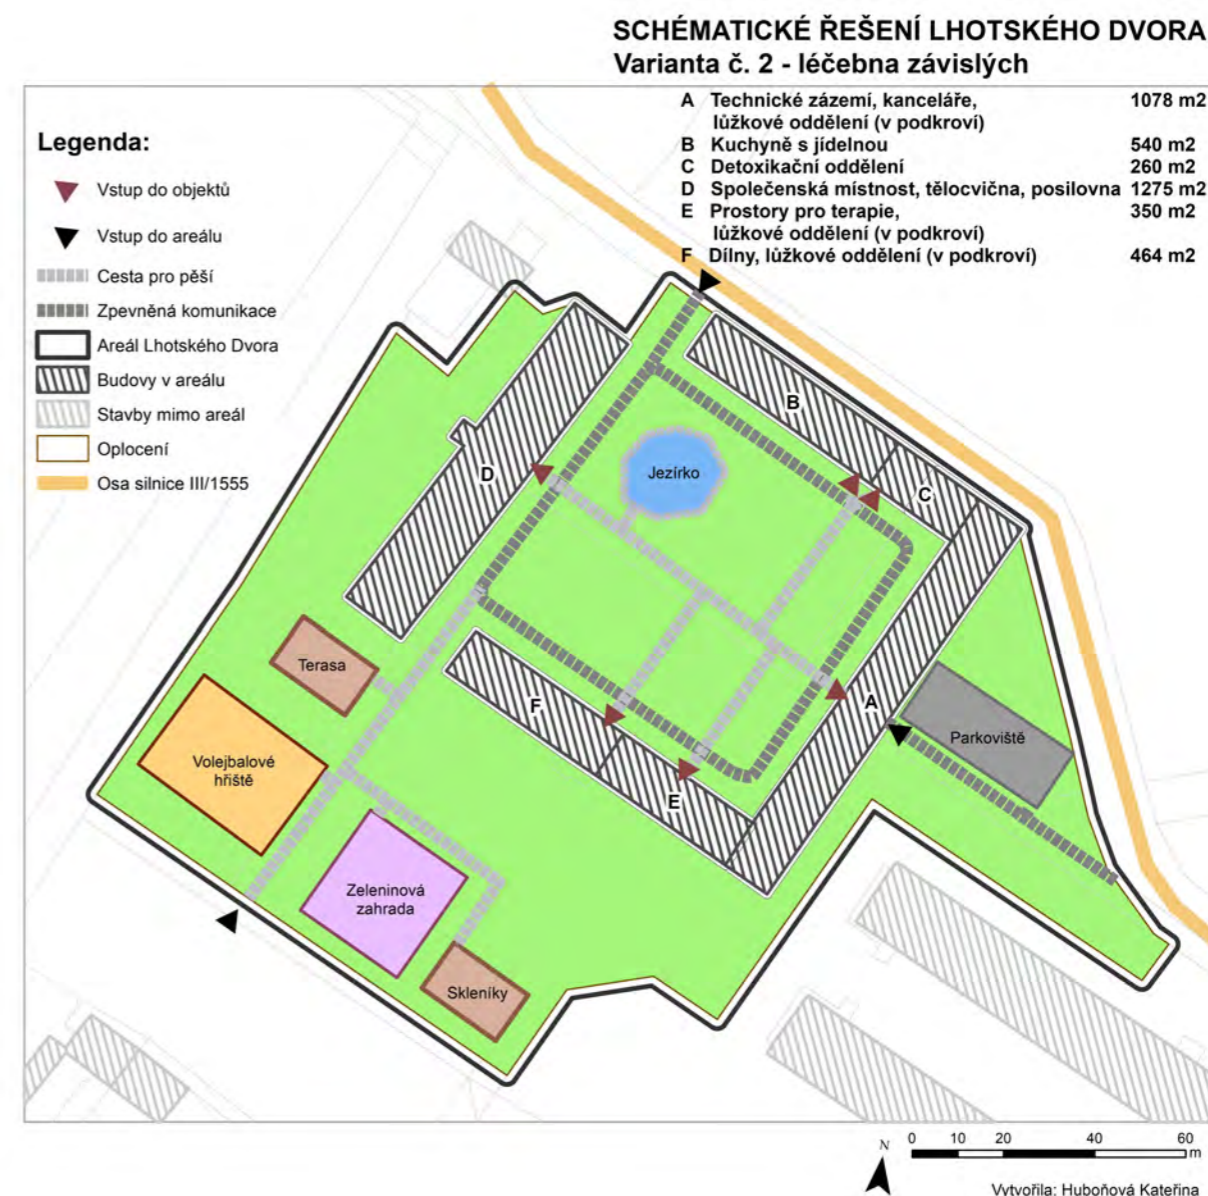 SCHÉMATICKÉ ŘEŠENÍ LHOTSKÉHO DVORA
Varianta č. 2 - léčebna závislých
A Technické zázemí, kanceláře, 1078 m2
lůžkové oddělení (v podkroví)
B Kuchyně s jídelnou 540 m2
C Detoxikační oddělení 260 m2
D Společenská místnost, tělocvična, posilovna 1275 m2
E Prostory pro terapie, 350 m2
lůžkové oddělení (v podkroví)
F Dílny, lůžkové oddělení (v podkroví) 464 m2
Legenda:
Vstup do objektů
Vstup do areálu
Cesta pro pěší
Zpevněná komunikace
Areál Lhotského Dvora
Budovy v areálu
Stavby mimo areál
Oplocení
Osa silnice III/1555
B
D
Jezírko
C
Terasa
F
A
Parkoviště
Volejbalové
hřiště
E
Zeleninová
zahrada
Skleníky
N
0 10 20 40 60
m
Vytvořila: Huboňová Kateřina